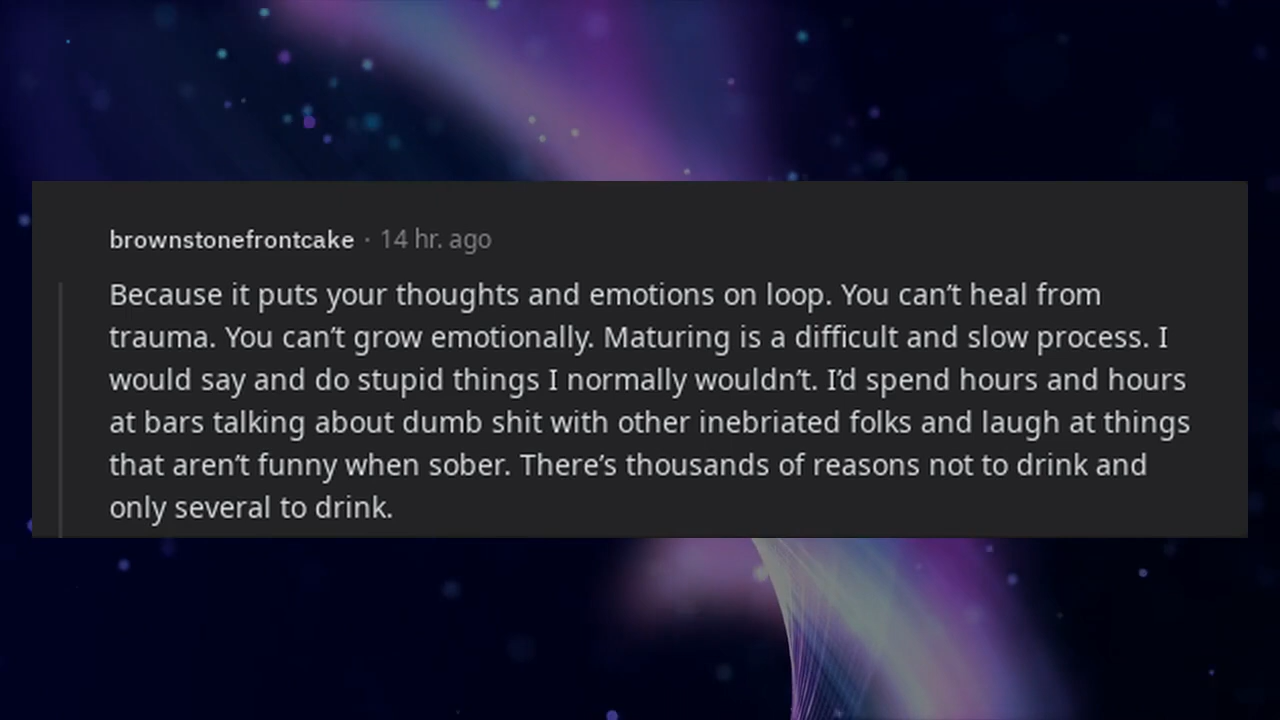 brownstonefrontcake · 14 hr. ago
Because it puts your thoughts and emotions on loop. You can’t heal from
trauma. You can’t grow emotionally. Maturing is a difficult and slow process. I
would say and do stupid things I normally wouldn’t. I’d spend hours and hours
at bars talking about dumb shit with other inebriated folks and laugh at things
that aren’t funny when sober. There’s thousands of reasons not to drink and
only several to drink.